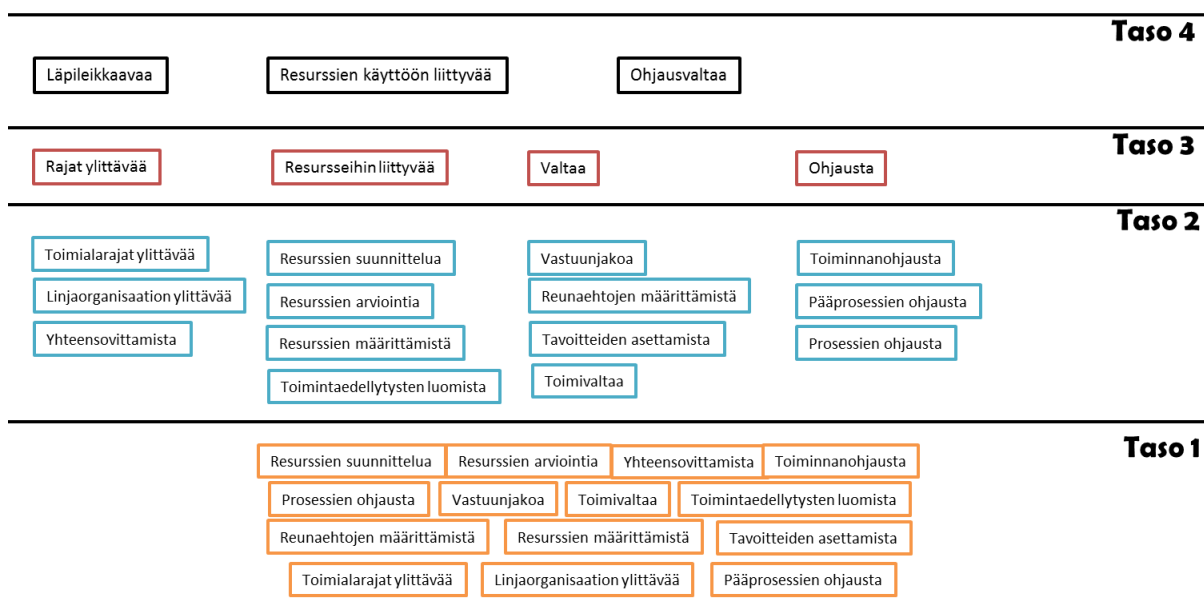 Taso 4
Läpileikkaavaa Resurssien käyttöön liittyvää Ohjausvaltaa
Taso 3
Rajat ylittävää Resursseihin liittyvää Valtaa Ohjausta
Taso 2
Toimialarajat ylittävää Resurssien suunnittelua Vastuunjakoa Toiminnanohjausta
Linjaorganisaation ylittävää Resurssien arviointia Reunaehtojen määrittämistä Pääprosessien ohjausta
Yhteensovittamista Resurssien määrittämistä Tavoitteiden asettamista Prosessien ohjausta
Toimintaedellytysten luomista Toimivaltaa
Taso 1
Resurssien suunnittelua Resurssien arviointia Yhteensovittamista Toiminnanohjausta
Prosessien ohjausta Vastuunjakoa Toimivaltaa Toimintaedellytysten luomista
Reunaehtojen määrittämistä Resurssien määrittämistä Tavoitteiden asettamista
Toimialarajat ylittävää Linjaorganisaation ylittävää Pääprosessien ohjausta